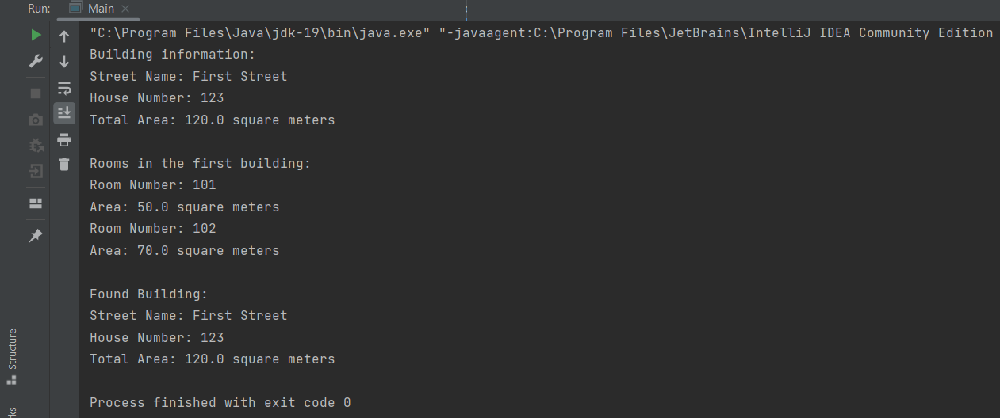 Run: Main
"C:\Program Files\Java\jdk-19\bin\java.exe" "-javaagent:C:\Program Files\JetBrains\IntelliJ IDEA Community Edition
Building information:
Street Name: First Street
House Number: 123
Total Area: 120.0 square meters
Rooms in the first building:
Room Number: 101
Area: 50.0 square meters
Room Number: 102
Area: 70.0 square meters
Found Building:
Street Name: First Street
House Number: 123
Total Area: 120.0 square meters
Process finished with exit code 0
Structure